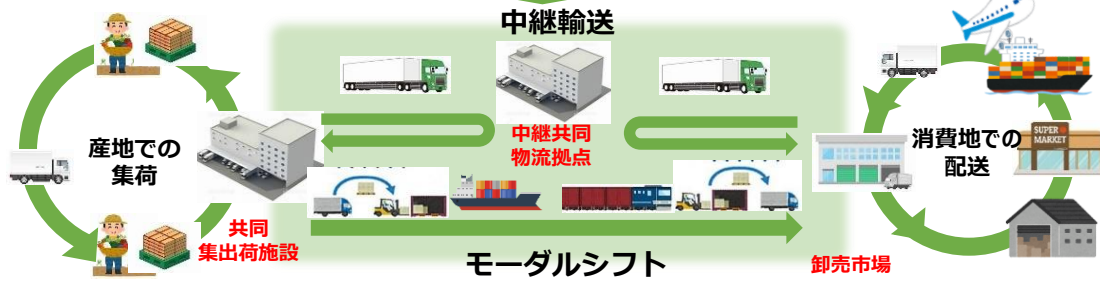 中継輸送
産地での
集荷
中継共同
物流拠点
消費地での
配送
SUPER
MARKET
共同
集出荷施設
モーダルシフト
卸売市場